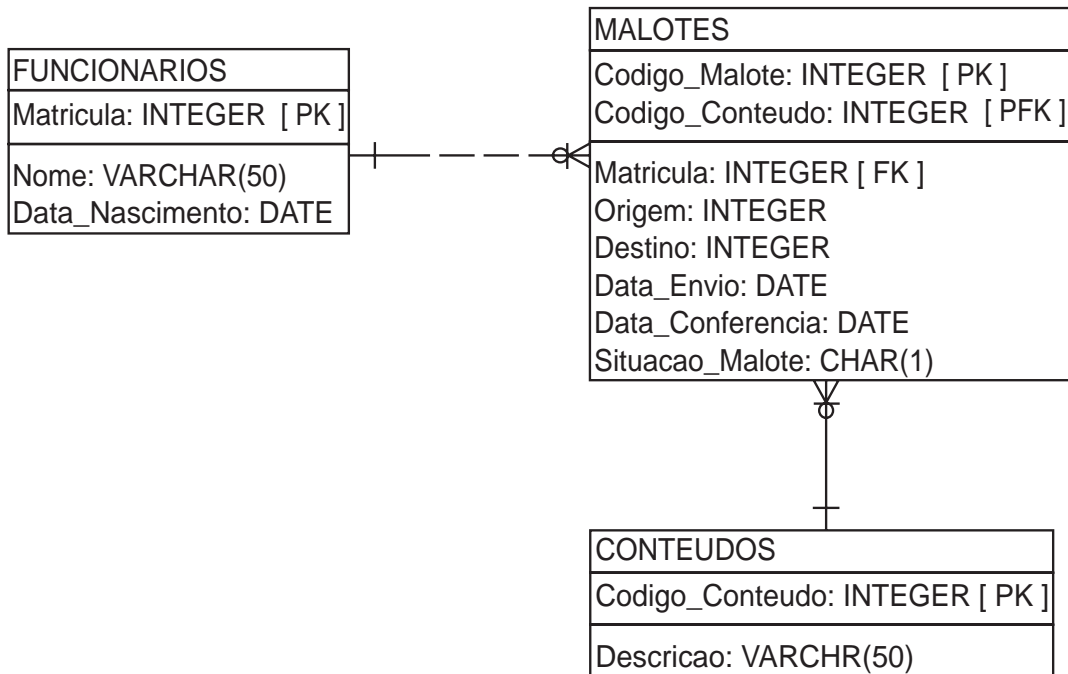 FUNCIONARIOS
Matricula: INTEGER [ PK ]
Nome: VARCHAR(50)
Data_Nascimento: DATE
MALOTES
Codigo_Malote: INTEGER [ PK ]
Codigo_Conteudo: INTEGER [ PFK ]
Matricula: INTEGER [ FK ]
Origem: INTEGER
Destino: INTEGER
Data_Envio: DATE
Data_Conferencia: DATE
Situacao_Malote: CHAR(1)
CONTEUDOS
Codigo_Conteudo: INTEGER [ PK ]
Descricao: VARCHR(50)